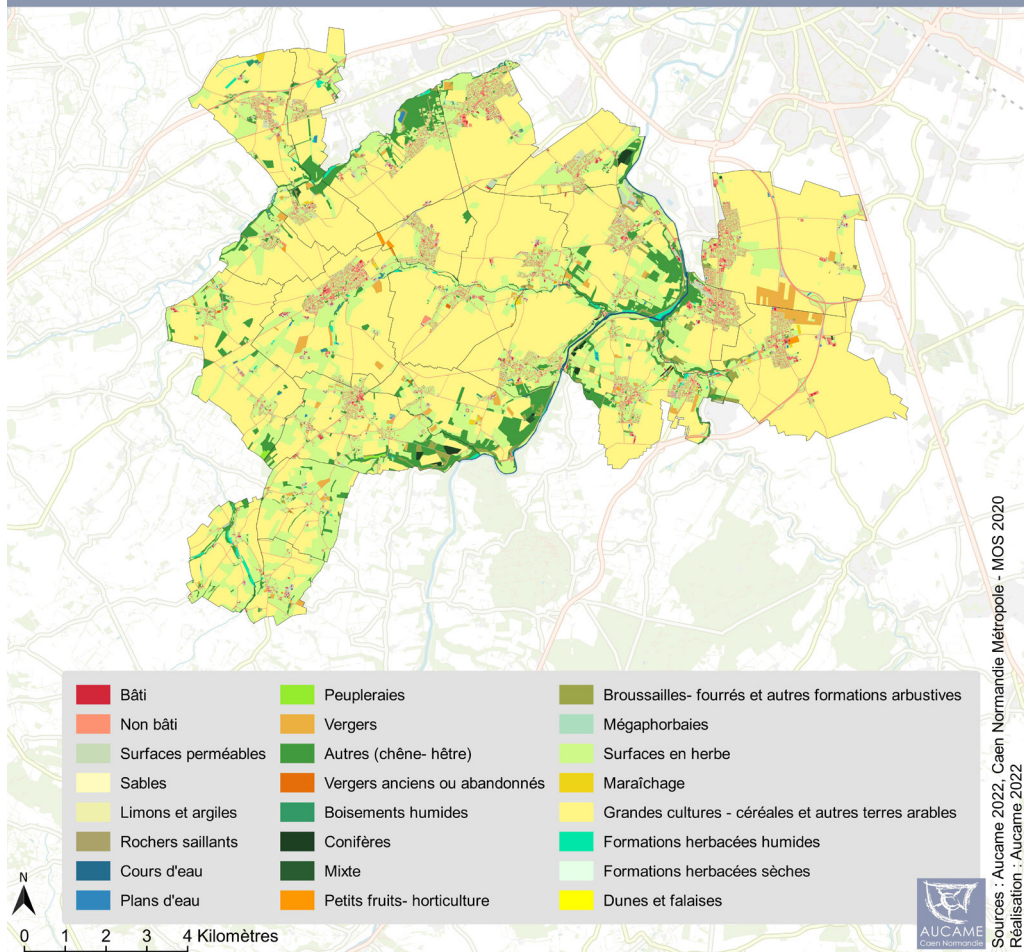 Bâti
Non bâti
Surfaces perméables
Sables
Limons et argiles
Rochers saillants
Cours d'eau
Plans d'eau
Peupleraies
Vergers
Autres (chêne- hêtre)
Vergers anciens ou abandonnés
Boisements humides
Conifères
Mixte
Petits fruits- horticulture
Broussailles- fourrés et autres formations arbustives
Mégaphorbaies
Surfaces en herbe
Maraîchage
Grandes cultures - céréales et autres terres arables
Formations herbacées humides
Formations herbacées sèches
Dunes et falaises
N
0 1 2 3 4 Kilomètres
AUCAME
Caen Normandie
Sources : Aucame 2022, Caen Normandie Métropole - MOS 2020
Réalisation : Aucame 2022